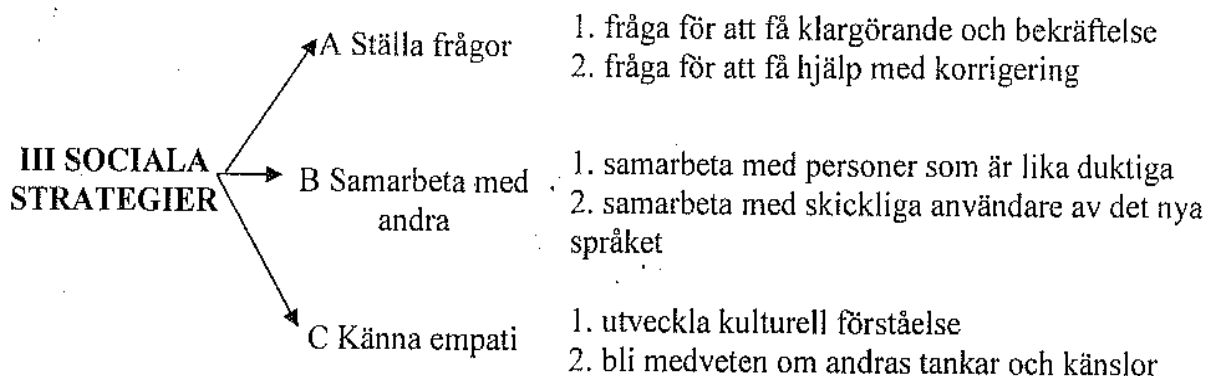 A Ställa frågor
1. fråga för att få klargörande och bekräftelse
2. fråga för att få hjälp med korrigering
III SOCIALA
STRATEGIER
B Samarbeta med
andra
1. samarbeta med personer som är lika duktiga
2. samarbeta med skickliga användare av det nya
språket
C Känna empati
1. utveckla kulturell förståelse
2. bli medveten om andras tankar och känslor